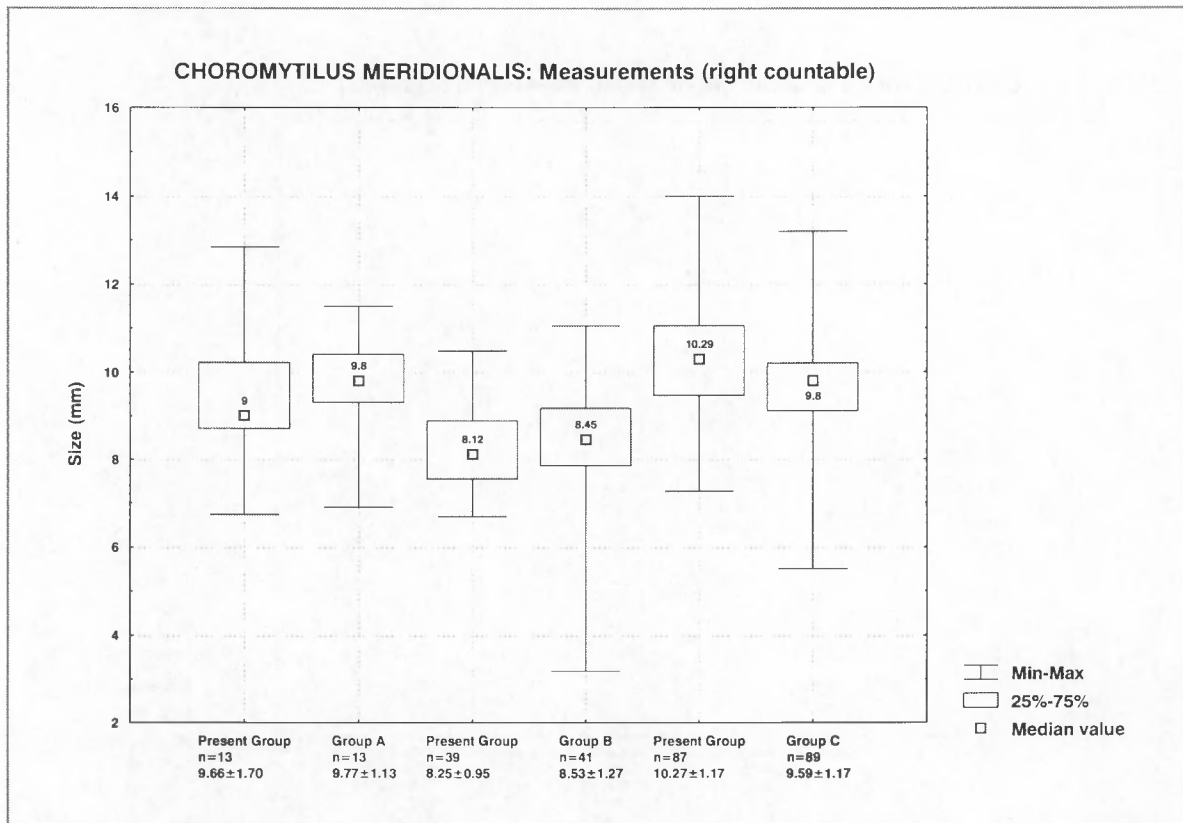 CHOROMYTILUS MERIDIONALIS: Measurements (right countable)
Size (mm)
16
14
12
10
8
6
4
2
9
9.8
8.12
8.45
10.29
9.8
Present Group
n=13
9.66±1.70
Group A
n=13
9.77±1.13
Present Group
n=39
8.25±0.95
Group B
n=41
8.53±1.27
Present Group
n=87
10.27±1.17
Group C
n=89
9.59±1.17
Min-Max
25%-75%
Median value